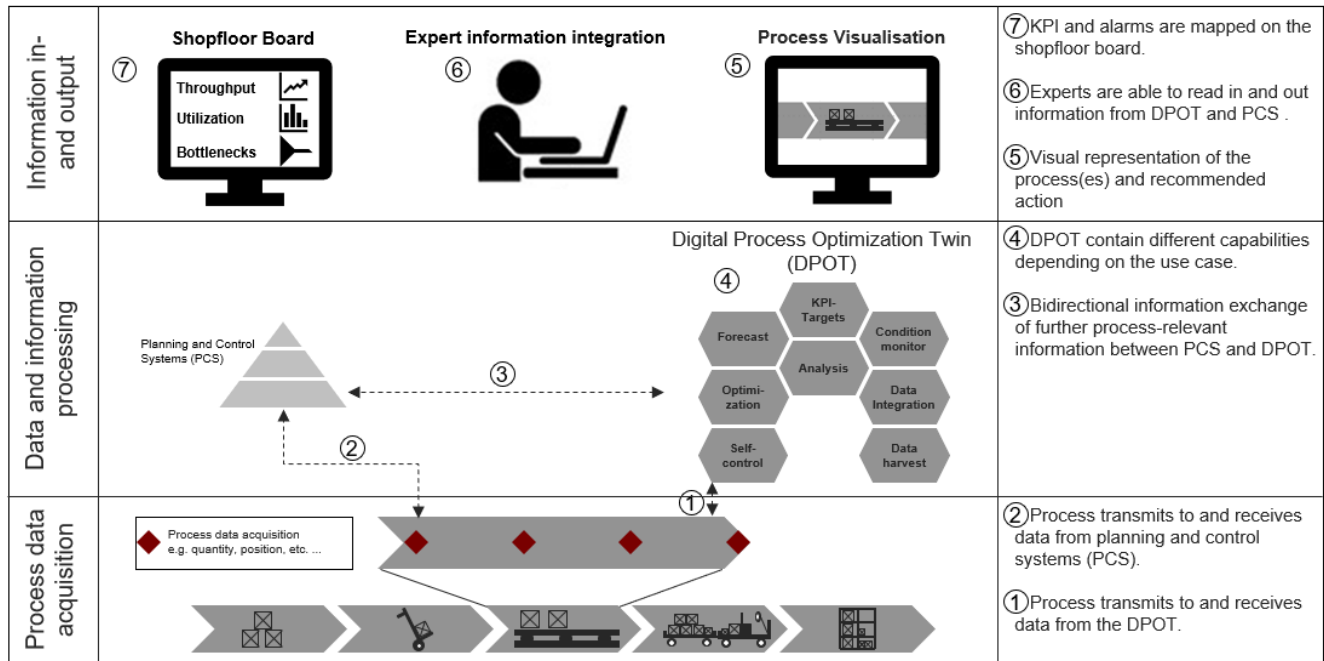 Information in-
and output
Shopfloor Board
⑦
Throughput
Utilization
Bottlenecks
Expert information integration
⑥
Process Visualisation
⑤
⑦KPI and alarms are mapped on the
shopfloor board.
⑥Experts are able to read in and out
information from DPOT and PCS .
⑤Visual representation of the
process(es) and recommended
action
Data and information
processing
Planning and Control
Systems (PCS)
③
②
Digital Process Optimization Twin
(DPOT)
④
KPI-
Targets
Forecast
Condition
monitor
Analysis
Optimi-
zation
Data
Integration
Self-
control
Data
harvest
①
④DPOT contain different capabilities
depending on the use case.
③Bidirectional information exchange
of further process-relevant
information between PCS and DPOT.
Process data
acquisition
Process data acquisition
e.g. quantity, position, etc. ...
②Process transmits to and receives
data from planning and control
systems (PCS).
①Process transmits to and receives
data from the DPOT.